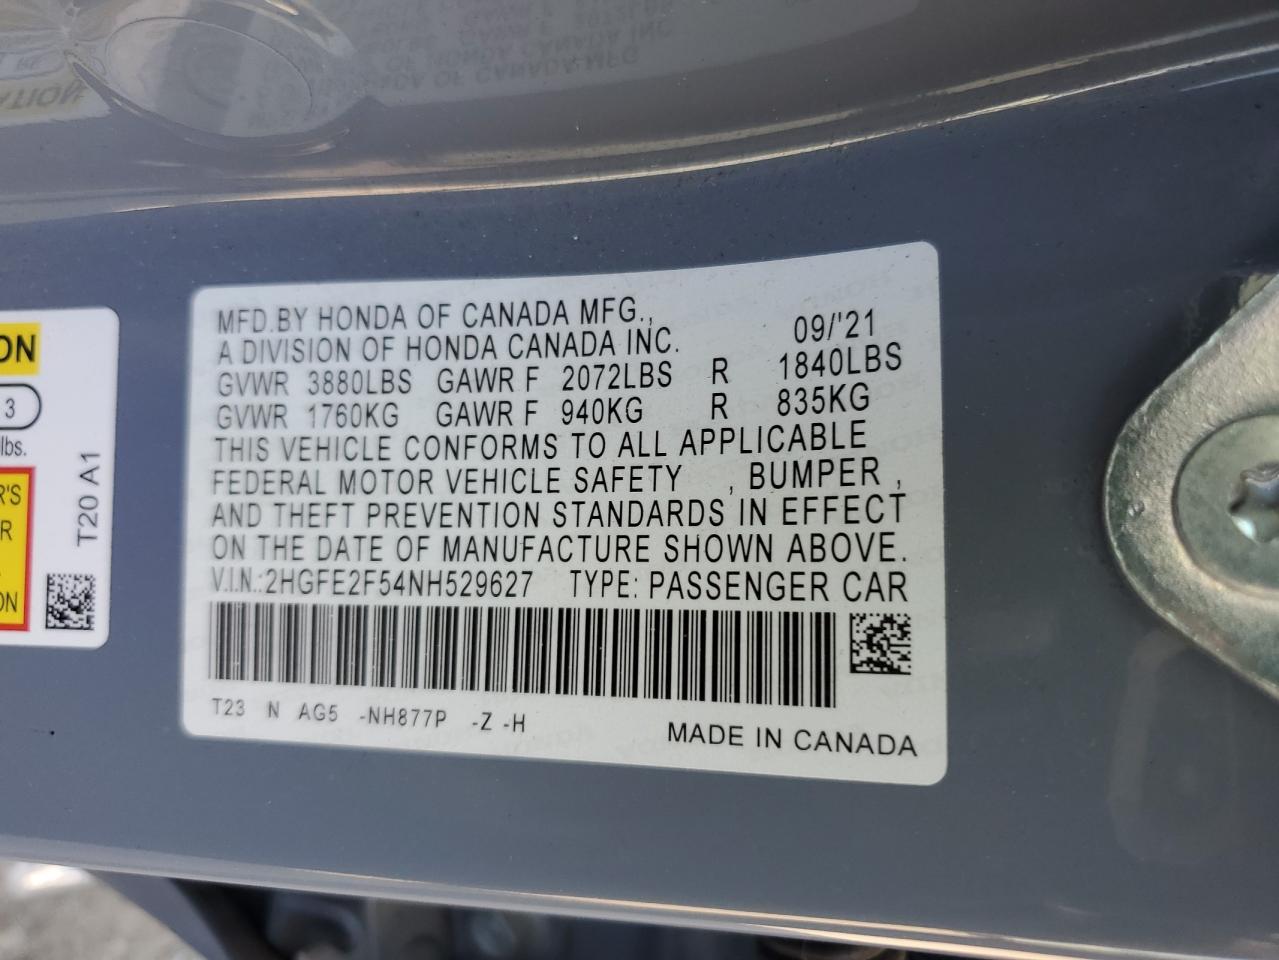 MFD.BY HONDA OF CANADA MFG.,
A DIVISION OF HONDA CANADA INC. 09/'21
GVWR 3880LBS GAWR F 2072LBS R 1840LBS
GVWR 1760KG GAWR F 940KG R 835KG
THIS VEHICLE CONFORMS TO ALL APPLICABLE
FEDERAL MOTOR VEHICLE SAFETY , BUMPER ,
AND THEFT PREVENTION STANDARDS IN EFFECT
ON THE DATE OF MANUFACTURE SHOWN ABOVE.
V.I.N.:2HGFE2F54NH529627 TYPE: PASSENGER CAR
T23 N AG5 -NH877P -Z -H
MADE IN CANADA
ON
3
lbs.
R'S
R
ON
T20 A1